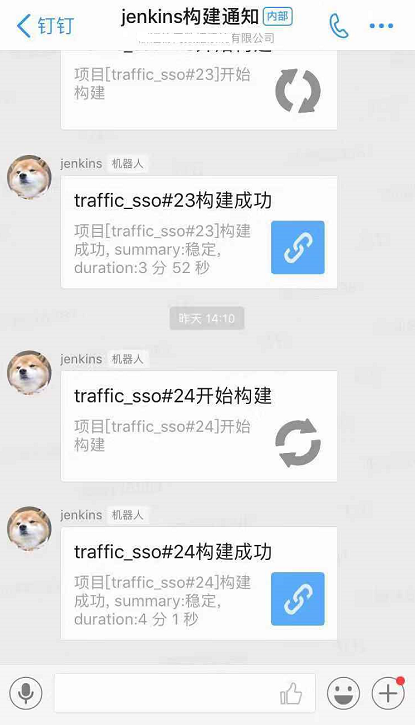 钉钉
jenkins构建通知
内部
有限公司
项目[traffic_sso#23]开始
构建
jenkins 机器人
traffic_sso#23构建成功
项目[traffic_sso#23]构建
成功, summary:稳定,
duration:3 分 52 秒
昨天 14:10
jenkins 机器人
traffic_sso#24开始构建
项目[traffic_sso#24]开始
构建
jenkins 机器人
traffic_sso#24构建成功
项目[traffic_sso#24]构建
成功, summary:稳定,
duration:4 分 1 秒